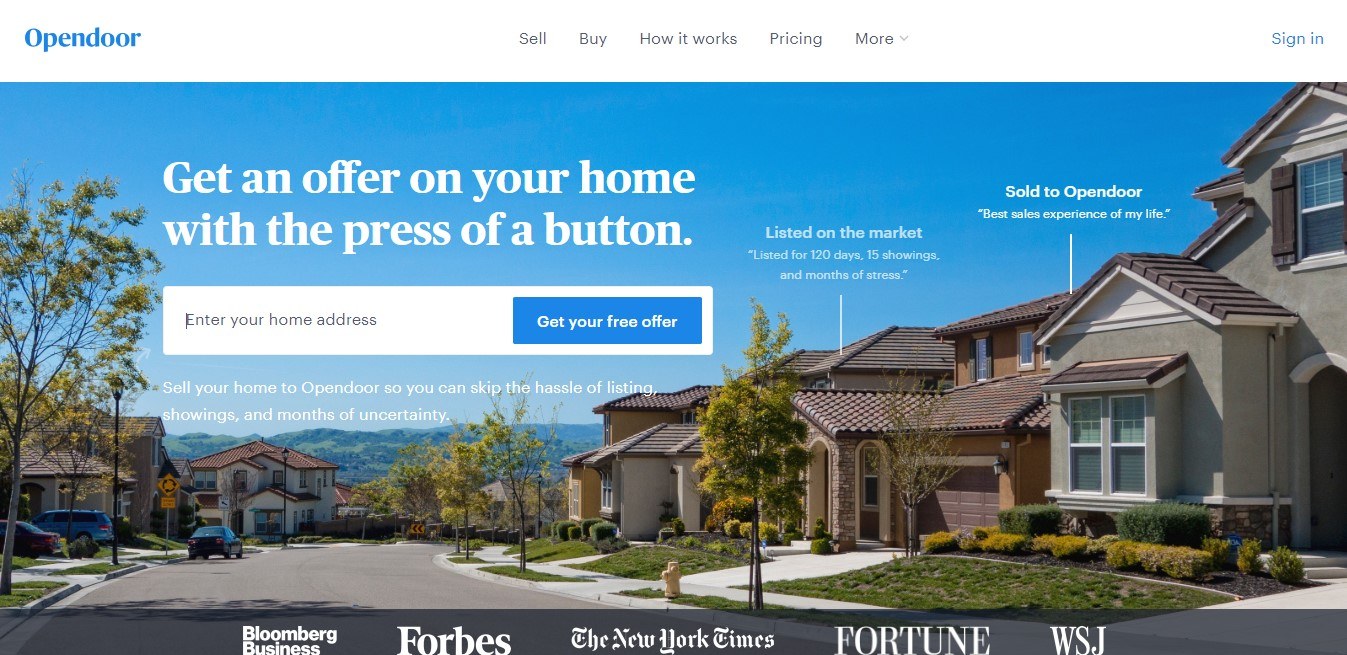 Opendoor
Sell
Buy
How it works
Pricing
More
Sign in
Get an offer on your home
with the press of a button.
Enter your home address
Get your free offer
Sell your home to Opendoor so you can skip the hassle of listing,
showings, and months of uncertainty.
Listed on the market
“Listed for 120 days, 15 showings,
and months of stress.”
Sold to Opendoor
“Best sales experience of my life.”
Bloomberg
Business
Forbes
The New York Times
FORTUNE
WSJ